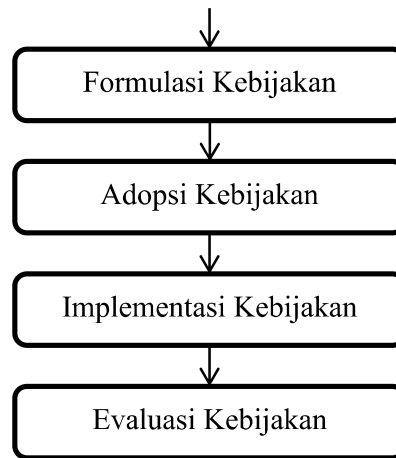 Formulasi Kebijakan
Adopsi Kebijakan
Implementasi Kebijakan
Evaluasi Kebijakan